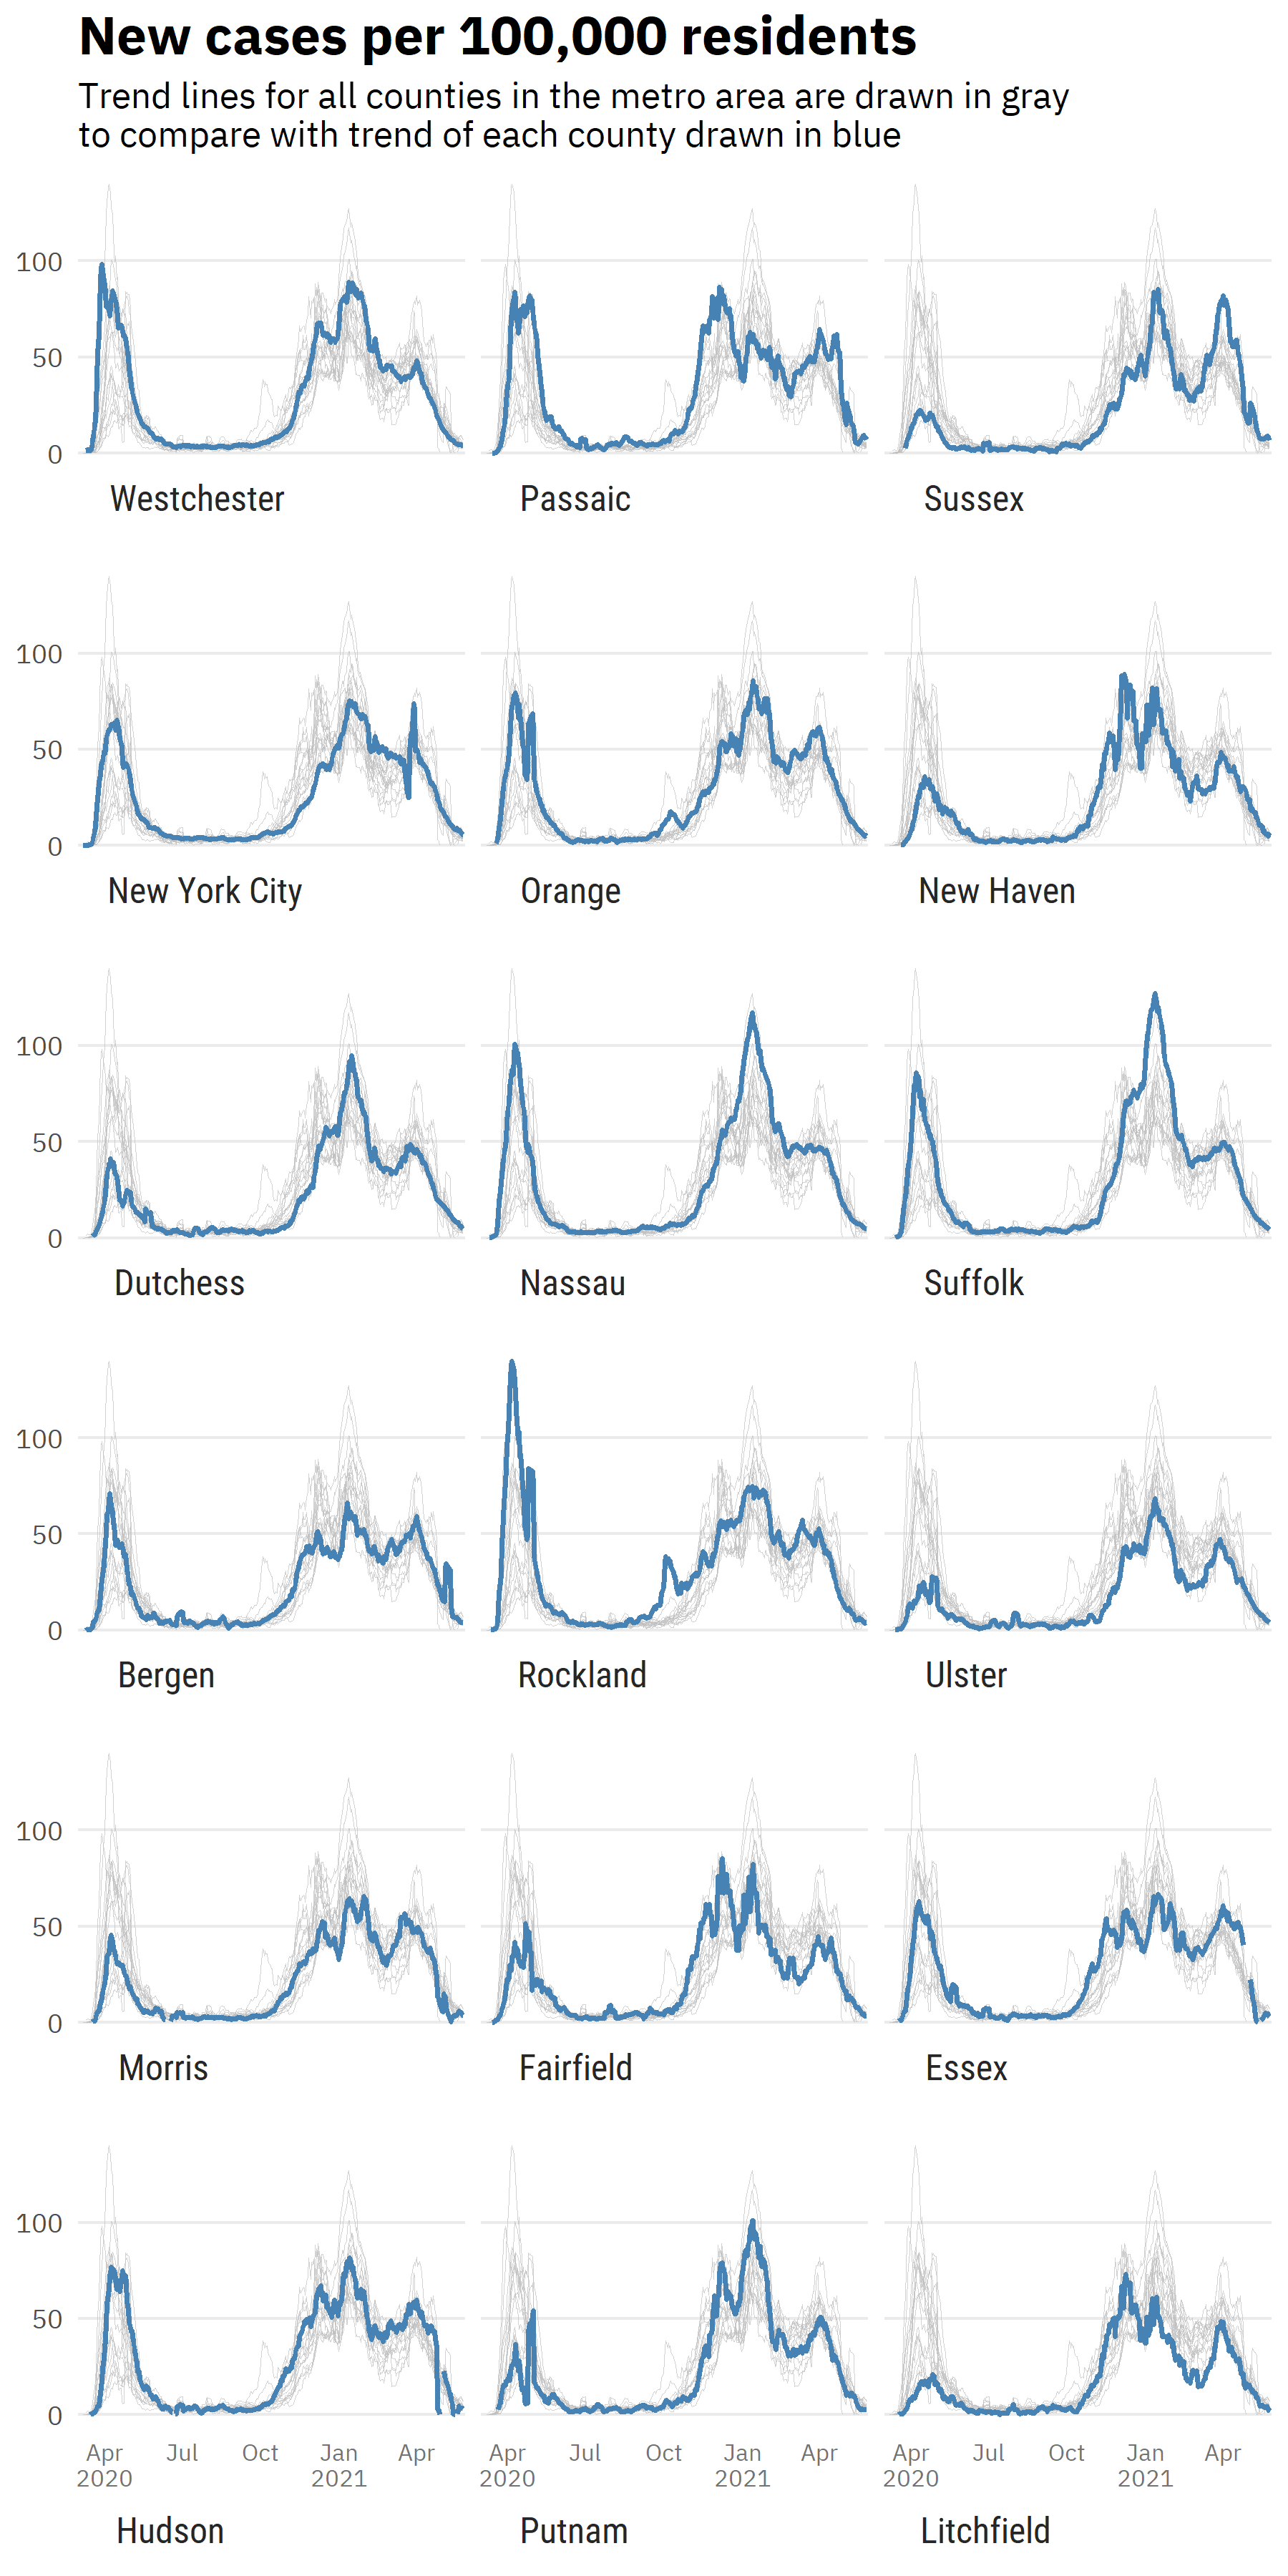 New cases per 100,000 residents
Trend lines for all counties in the metro area are drawn in gray
to compare with trend of each county drawn in blue
100
50
0
Westchester Passaic Sussex
100
50
0
New York City Orange New Haven
100
50
0
Dutchess Nassau Suffolk
100
50
0
Bergen Rockland Ulster
100
50
0
Morris Fairfield Essex
100
50
0
Apr Jul Oct Jan Apr Apr Jul Oct Jan Apr Apr Jul Oct Jan Apr
2020 2021 2020 2021 2020 2021
Hudson Putnam Litchfield